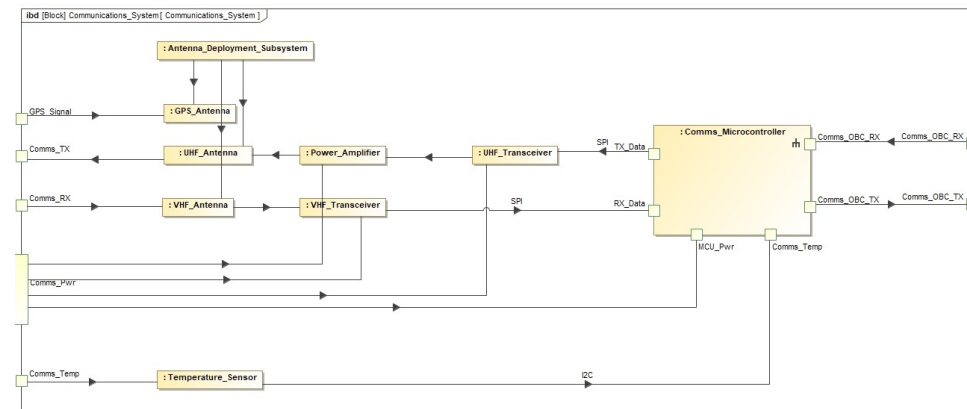 ibd [Block] Communications_System[ Communications_System ]
: Antenna_Deployment_Subsystem
GPS_Signal
: GPS_Antenna
: Comms_Microcontroller
Comms_OBC_RX
Comms_OBC_RX
Comms_TX
: UHF_Antenna
: Power_Amplifier
: UHF_Transceiver
SPI
TX_Data
Comms_RX
: VHF_Antenna
: VHF_Transceiver
SPI
RX_Data
Comms_OBC_TX
Comms_OBC_TX
MCU_Pwr
Comms_Temp
Comms_Pwr
Comms_Temp
: Temperature_Sensor
I2C